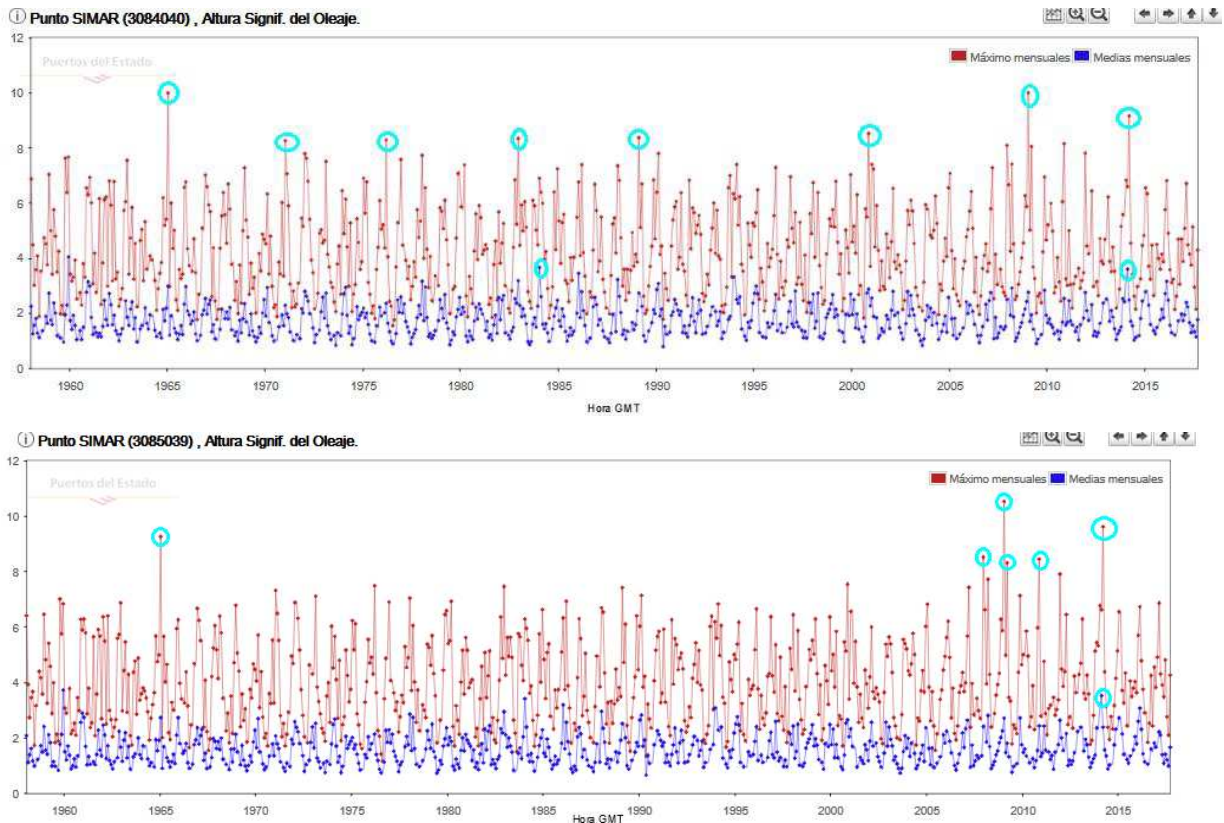 ⓘ Punto SIMAR (3084040) , Altura Signif. del Oleaje.
12
Puertos del Estado
Máximo mensuales Medias mensuales
10
8
6
4
2
0
1960 1965 1970 1975 1980 1985 1990 1995 2000 2005 2010 2015
Hora GMT
ⓘ Punto SIMAR (3085039) , Altura Signif. del Oleaje.
12
Puertos del Estado
Máximo mensuales Medias mensuales
10
8
6
4
2
0
1960 1965 1970 1975 1980 1985 1990 1995 2000 2005 2010 2015
Hora GMT